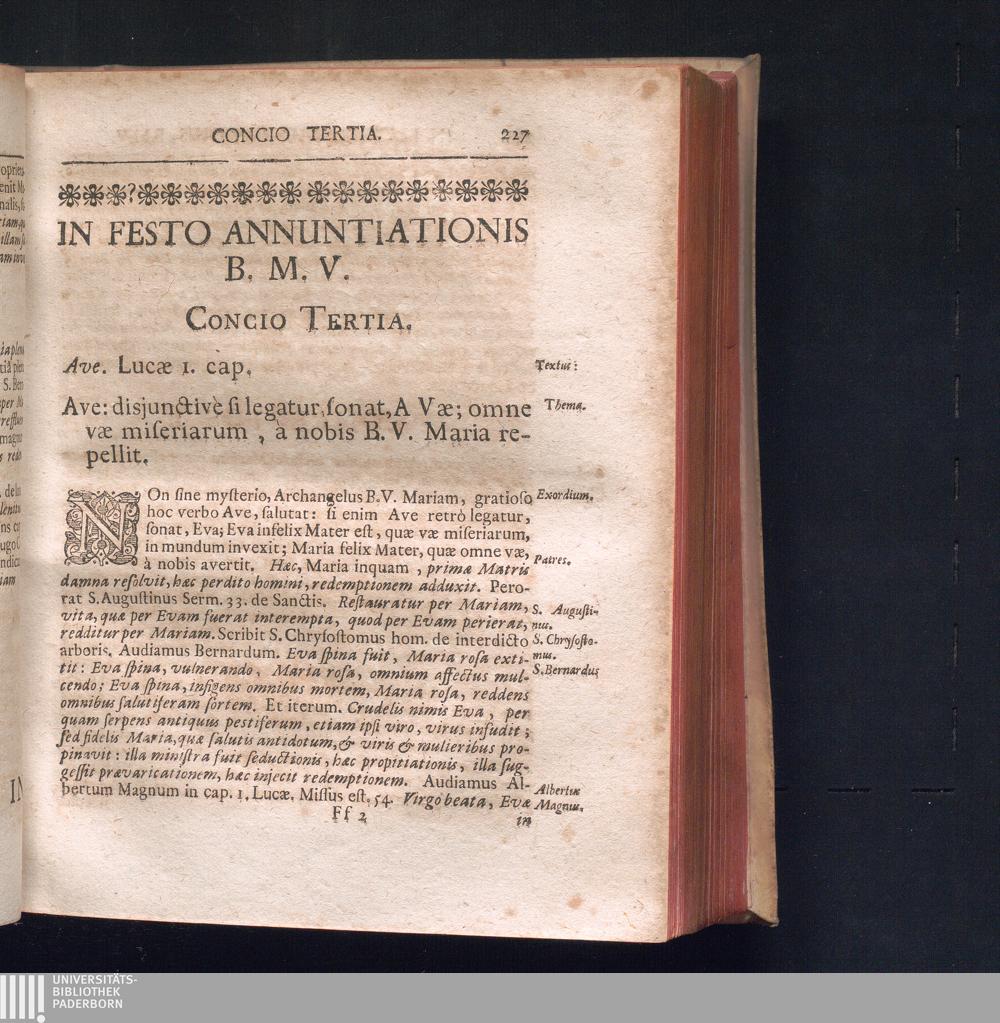 CONCIO TERTIA. 227
IN FESTO ANNUNTIATIONIS
B. M. V.
CONCIO TERTIA.
Ave. Lucæ 1. cap.
Textus:
Ave: disjunctivè ſi legatur, ſonat, A Væ; omne
Thema.
væ miſeriarum, à nobis B. V. Maria re-
pellit.
NOn ſine myſterio, Archangelus B.V. Mariam, gratioſo
Exordium.
hoc verbo Ave, ſalutat: ſi enim Ave retrò legatur,
ſonat, Eva; Eva infelix Mater eſt, quæ væ miſeriarum,
in mundum invexit; Maria felix Mater, quæ omne væ,
à nobis avertit. Hæc, Maria inquam, primæ Matris
Patres.
damna reſolvit, hæc perdito homini, redemptionem adduxit. Pero-
rat S. Auguſtinus Serm. 33. de Sanctis. Reſtauratur per Mariam,
S. Auguſti-
vita, quæ per Evam fuerat interempta, quod per Evam perierat,
nus.
redditur per Mariam. Scribit S. Chryſoſtomus hom. de interdicto
S. Chryſoſto-
arboris. Audiamus Bernardum. Eva ſpina fuit, Maria roſa exti-
mus.
tit: Eva ſpina, vulnerando, Maria roſa, omnium affectus mul-
S. Bernardus
cendo; Eva ſpina, infigens omnibus mortem, Maria roſa, reddens
omnibus ſalutiferam ſortem. Et iterum. Crudelis nimis Eva, per
quam ſerpens antiquus peſtiferum, etiam ipſi viro, virus infudit;
ſed fidelis Maria, quæ ſalutis antidotum, & viris & mulieribus pro-
pinavit: illa miniſtra fuit ſeductionis, hæc propitiationis, illa ſug-
geſſit prævaricationem, hæc injecit redemptionem. Audiamus Al-
bertum Magnum in cap. 1. Lucæ. Miſſus eſt, 54. Virgo beata, Evæ
Albertus
Magnus.
Ff 2
in
UNIVERSITÄTS-
BIBLIOTHEK
PADERBORN